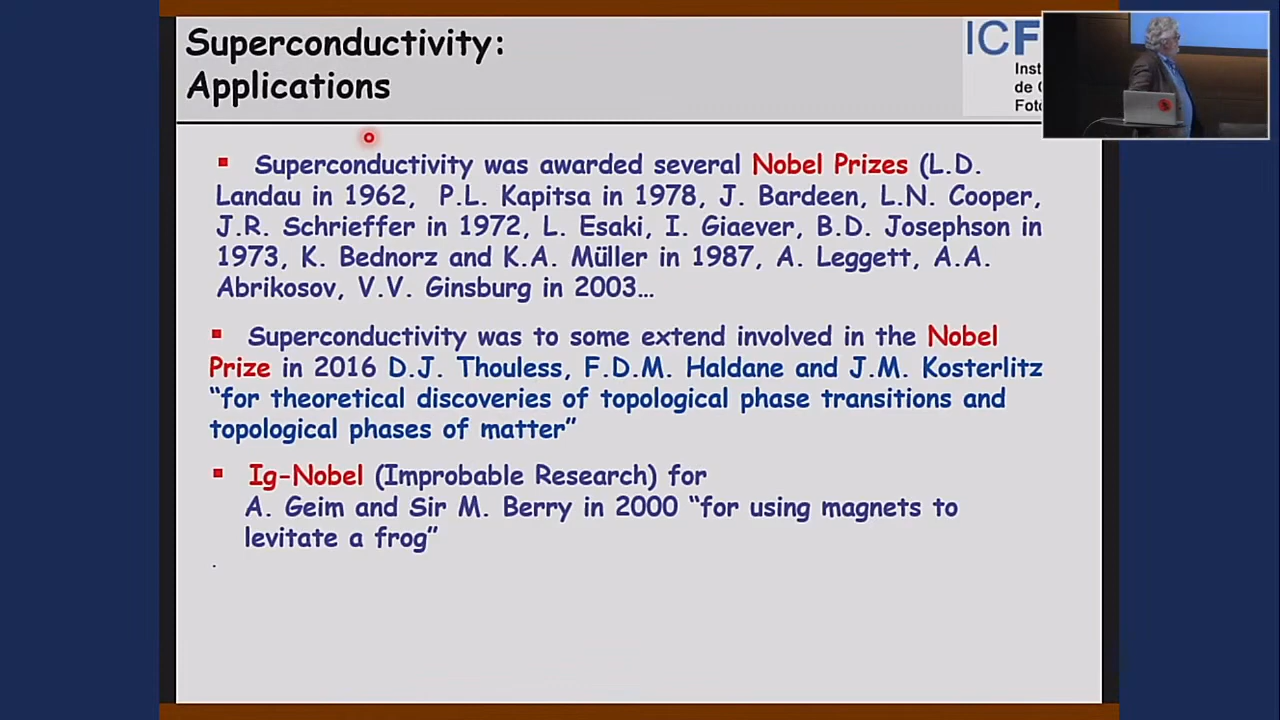 Superconductivity:
Applications
ICF
Inst
de
Fot
Superconductivity was awarded several Nobel Prizes (L.D.
Landau in 1962, P.L. Kapitsa in 1978, J. Bardeen, L.N. Cooper,
J.R. Schrieffer in 1972, L. Esaki, I. Giaever, B.D. Josephson in
1973, K. Bednorz and K.A. Müller in 1987, A. Leggett, A.A.
Abrikosov, V.V. Ginsburg in 2003…
Superconductivity was to some extend involved in the Nobel
Prize in 2016 D.J. Thouless, F.D.M. Haldane and J.M. Kosterlitz
“for theoretical discoveries of topological phase transitions and
topological phases of matter”
Ig-Nobel (Improbable Research) for
A. Geim and Sir M. Berry in 2000 “for using magnets to
levitate a frog”
.